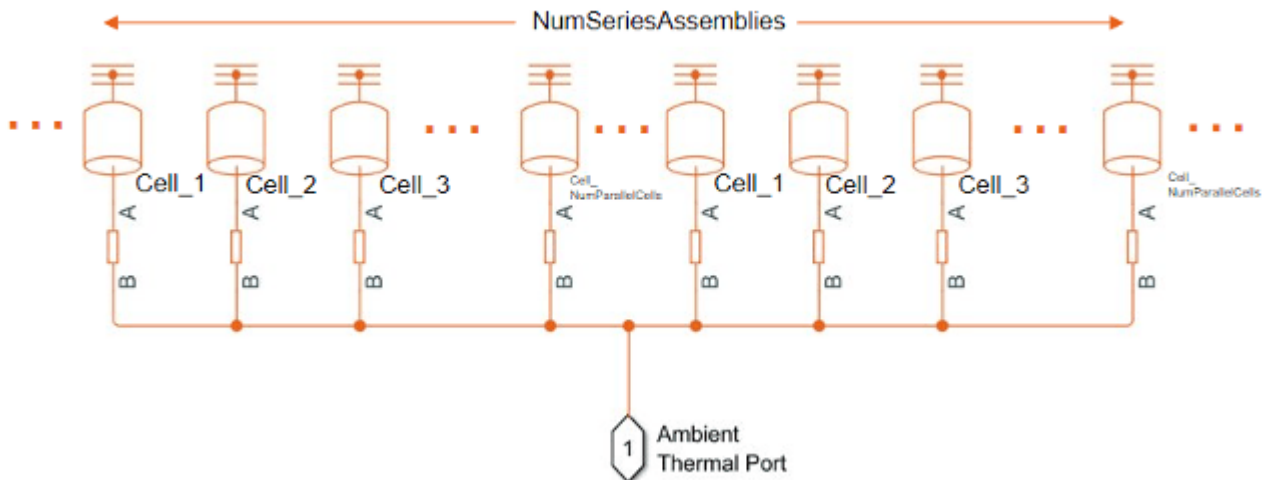 NumSeriesAssemblies
Cell_1
Cell_2
Cell_3
Cell_
NumParallelCells
Cell_1
Cell_2
Cell_3
Cell_
NumParallelCells
A
A
A
A
A
A
A
A
B
B
B
B
B
B
B
B
1
Ambient
Thermal Port